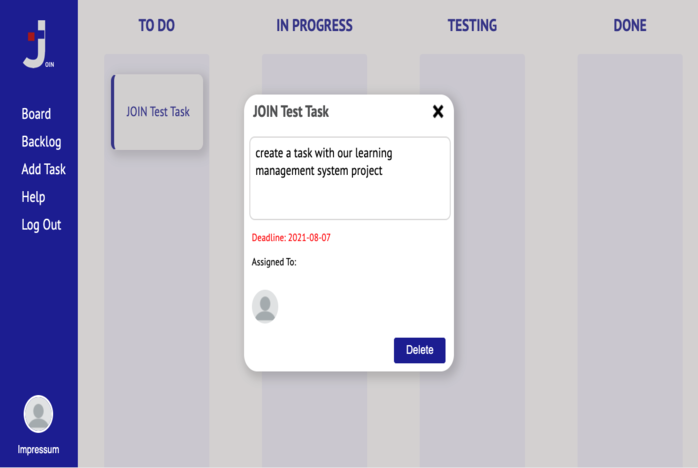 JOIN
Board
Backlog
Add Task
Help
Log Out
Impressum
TO DO
IN PROGRESS
TESTING
DONE
JOIN Test Task
JOIN Test Task
create a task with our learning
management system project
Deadline: 2021-08-07
Assigned To:
Delete